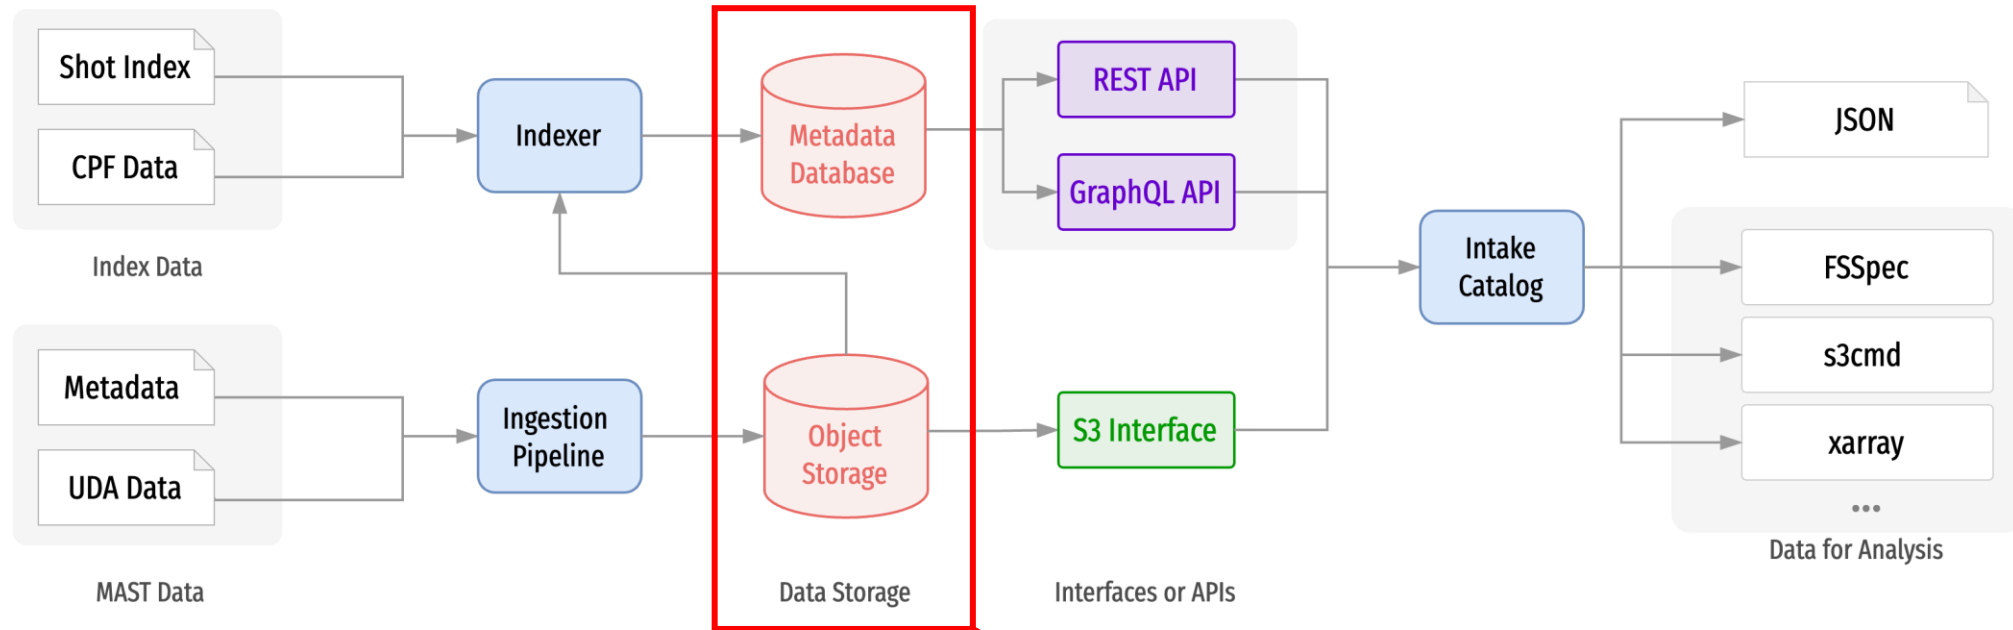 Shot Index
CPF Data
Index Data
Metadata
UDA Data
MAST Data
Indexer
Ingestion
Pipeline
Metadata
Database
Object
Storage
Data Storage
REST API
GraphQL API
S3 Interface
Interfaces or APIs
Intake
Catalog
JSON
FSSpec
s3cmd
xarray
...
Data for Analysis